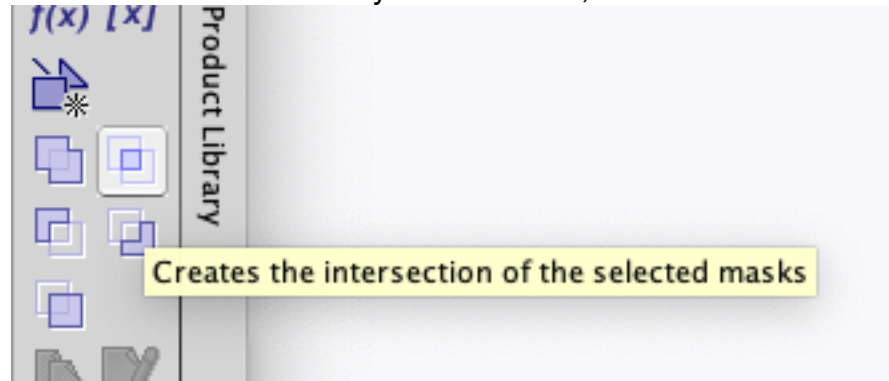 f(x) [x]
Product Library
Creates the intersection of the selected masks